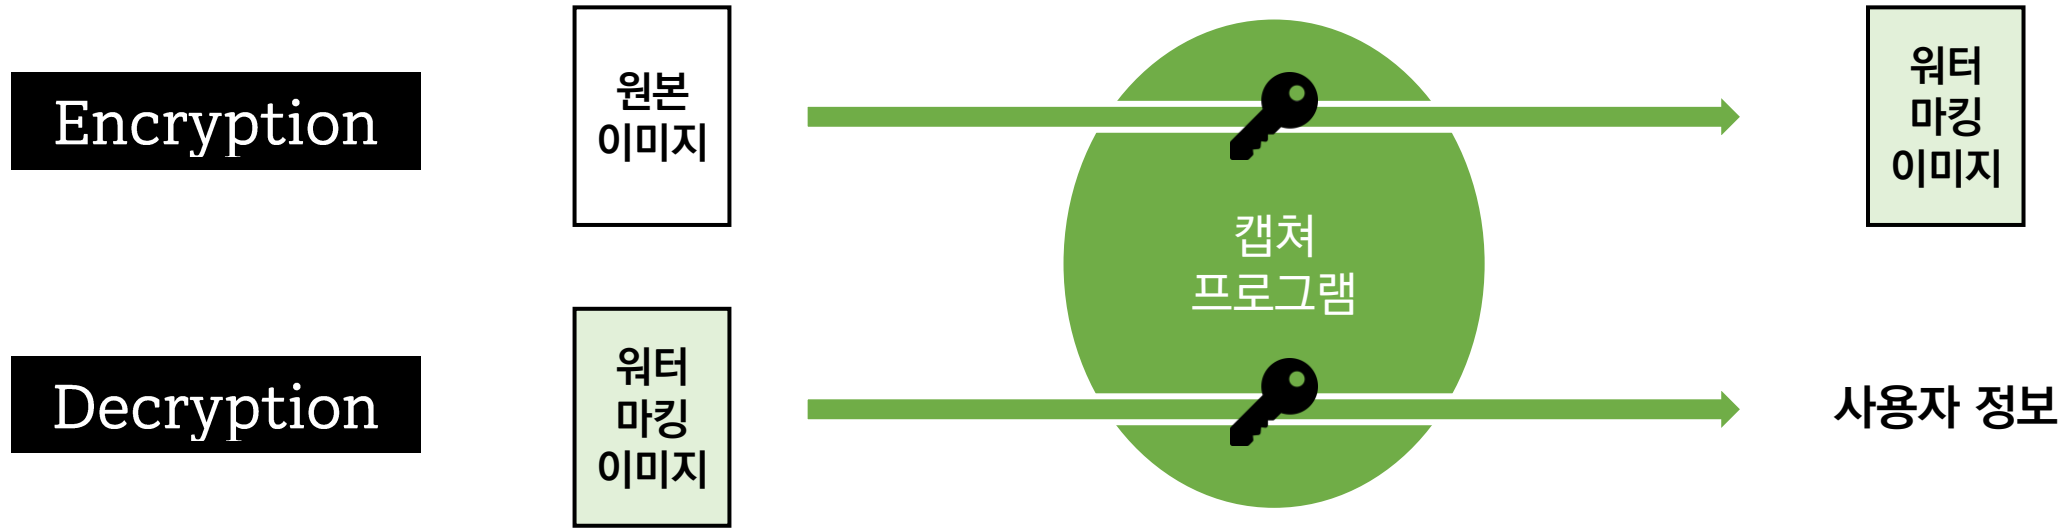 Encryption
원본
이미지
워터
마킹
이미지
캡쳐
프로그램
Decryption
워터
마킹
이미지
사용자 정보